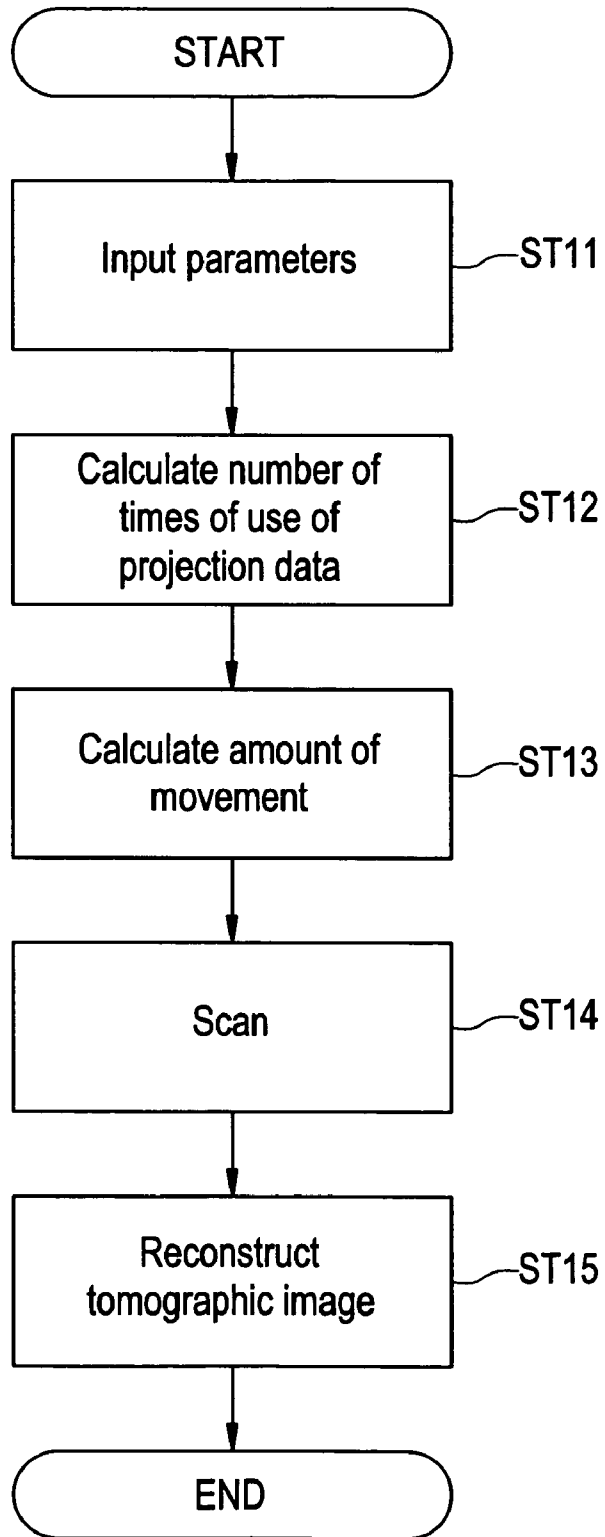 START
Input parameters
ST11
Calculate number of
times of use of
projection data
ST12
Calculate amount of
movement
ST13
Scan
ST14
Reconstruct
tomographic image
ST15
END